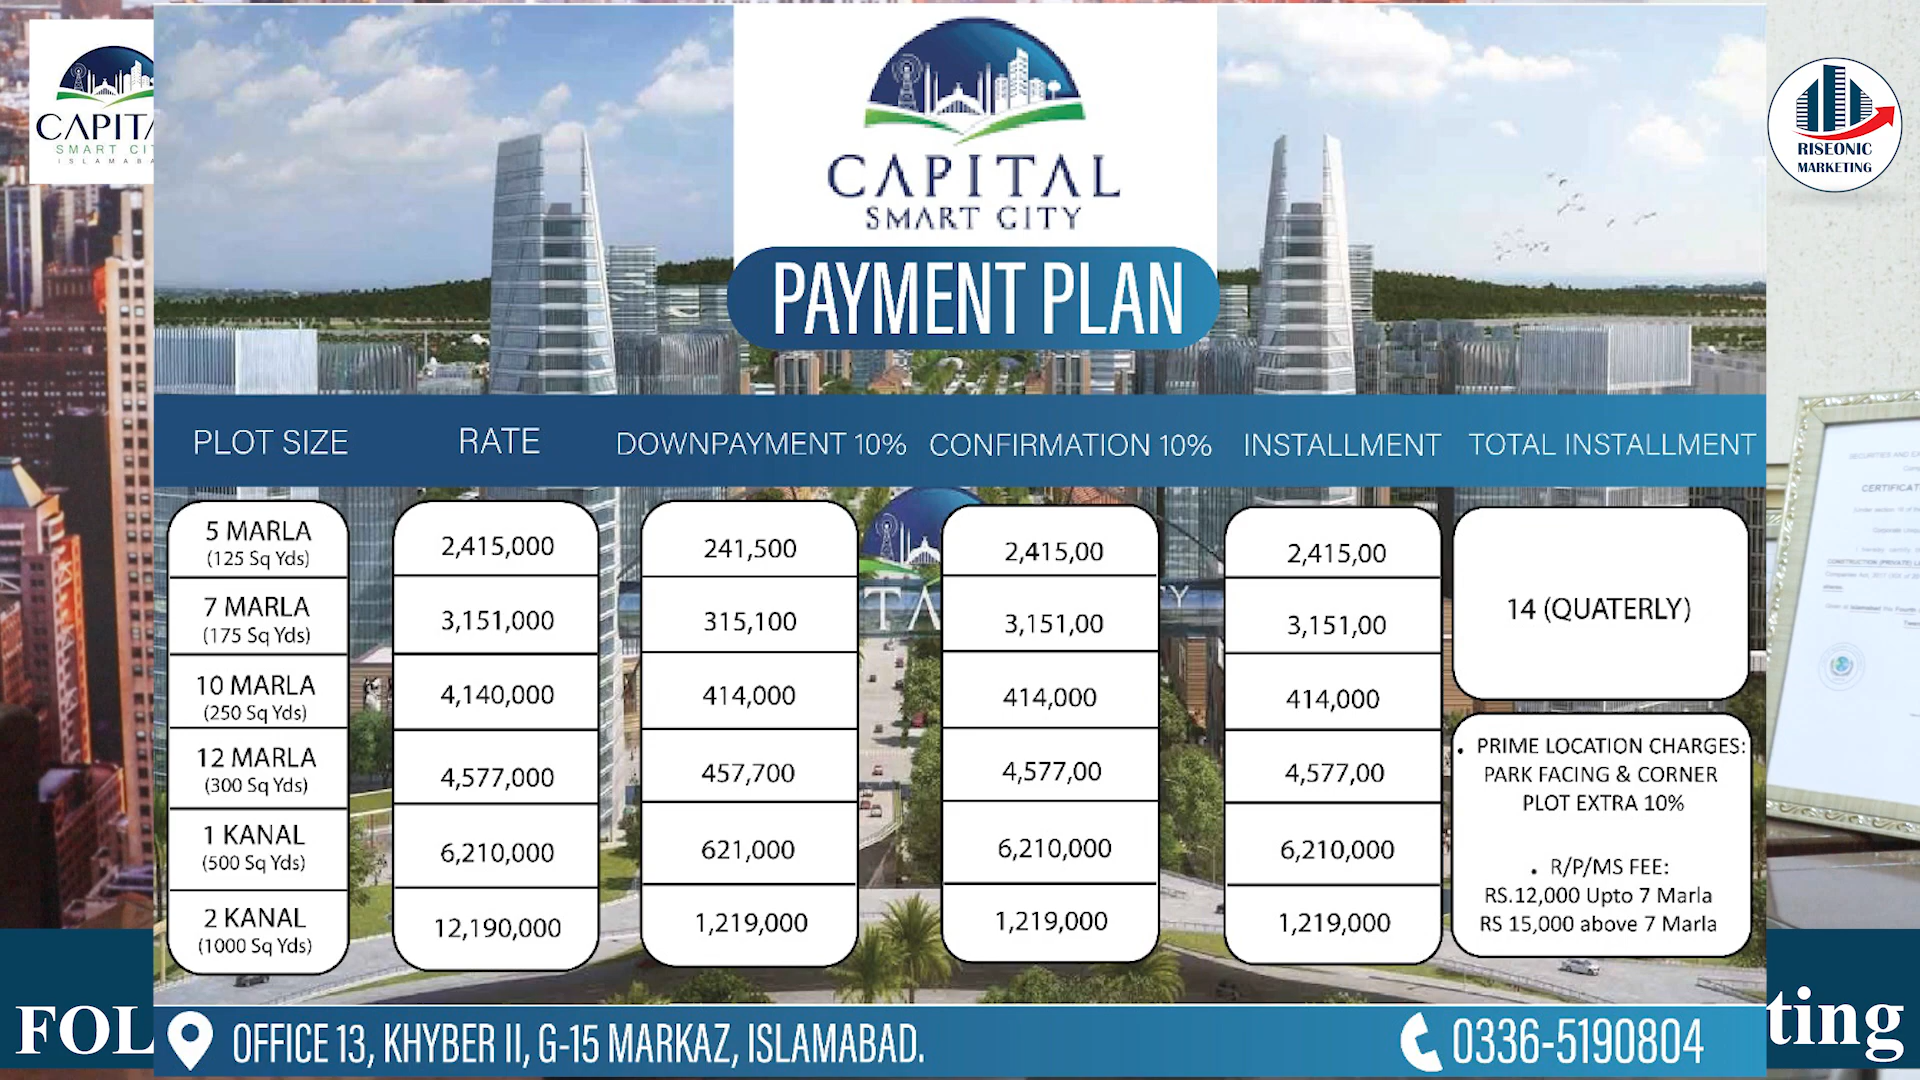 CAPITA
SMART CIT
ISLAMABA
CAPITAL
SMART CITY
PAYMENT PLAN
RISEONIC
MARKETING
PLOT SIZE RATE DOWNPAYMENT 10% CONFIRMATION 10% INSTALLMENT TOTAL INSTALLMENT
5 MARLA
(125 Sq Yds)
2,415,000 241,500 2,415,00 2,415,00
7 MARLA
(175 Sq Yds)
3,151,000 315,100 3,151,00 3,151,00
14 (QUATERLY)
10 MARLA
(250 Sq Yds)
4,140,000 414,000 414,000 414,000
12 MARLA
(300 Sq Yds)
4,577,000 457,700 4,577,00 4,577,00
1 KANAL
(500 Sq Yds)
6,210,000 621,000 6,210,000 6,210,000
2 KANAL
(1000 Sq Yds)
12,190,000 1,219,000 1,219,000 1,219,000
• PRIME LOCATION CHARGES:
PARK FACING & CORNER
PLOT EXTRA 10%
• R/P/MS FEE:
RS.12,000 Upto 7 Marla
RS 15,000 above 7 Marla
TA
TY
CERTIFICAT
FOL
OFFICE 13, KHYBER II, G-15 MARKAZ, ISLAMABAD.
0336-5190804
ting